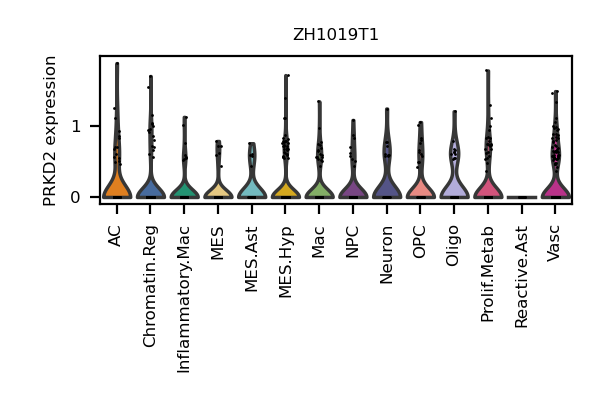 ZH1019T1
PRKD2 expression
1
0
AC
Chromatin.Reg
Inflammatory.Mac
MES
MES.Ast
MES.Hyp
Mac
NPC
Neuron
OPC
Oligo
Prolif.Metab
Reactive.Ast
Vasc